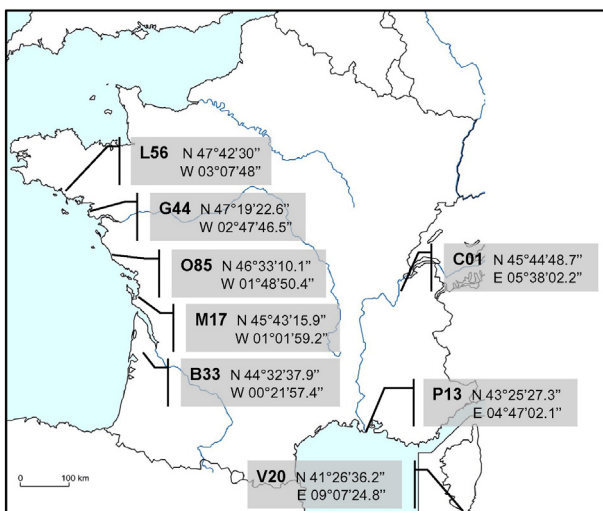 L56 N 47°42'30”
W 03°07'48”
G44 N 47°19'22.6”
W 02°47'46.5”
O85 N 46°33'10.1”
W 01°48'50.4”
C01 N 45°44'48.7”
E 05°38'02.2”
M17 N 45°43'15.9”
W 01°01'59.2”
B33 N 44°32'37.9”
W 00°21'57.4”
P13 N 43°25'27.3”
E 04°47'02.1”
V20 N 41°26'36.2”
E 09°07'24.8”
0 100 km